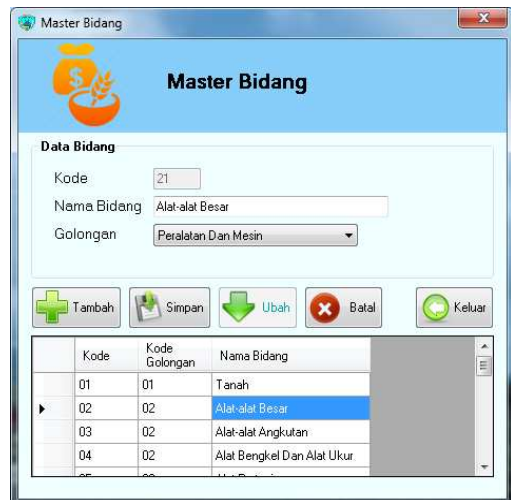 Master Bidang
Master Bidang
Data Bidang
Kode 21
Nama Bidang Alat-alat Besar
Golongan Peralatan Dan Mesin
Tambah Simpan Ubah Batal Keluar
Kode Kode Golongan Nama Bidang
01 01 Tanah
02 02 Alat-alat Besar
03 02 Alat-alat Angkutan
04 02 Alat Bengkel Dan Alat Ukur